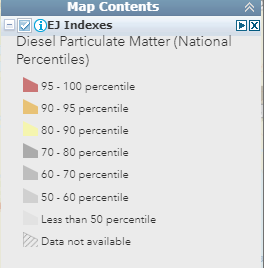 Map Contents
EJ Indexes
Diesel Particulate Matter (National
Percentiles)
95 - 100 percentile
90 - 95 percentile
80 - 90 percentile
70 - 80 percentile
60 - 70 percentile
50 - 60 percentile
Less than 50 percentile
Data not available